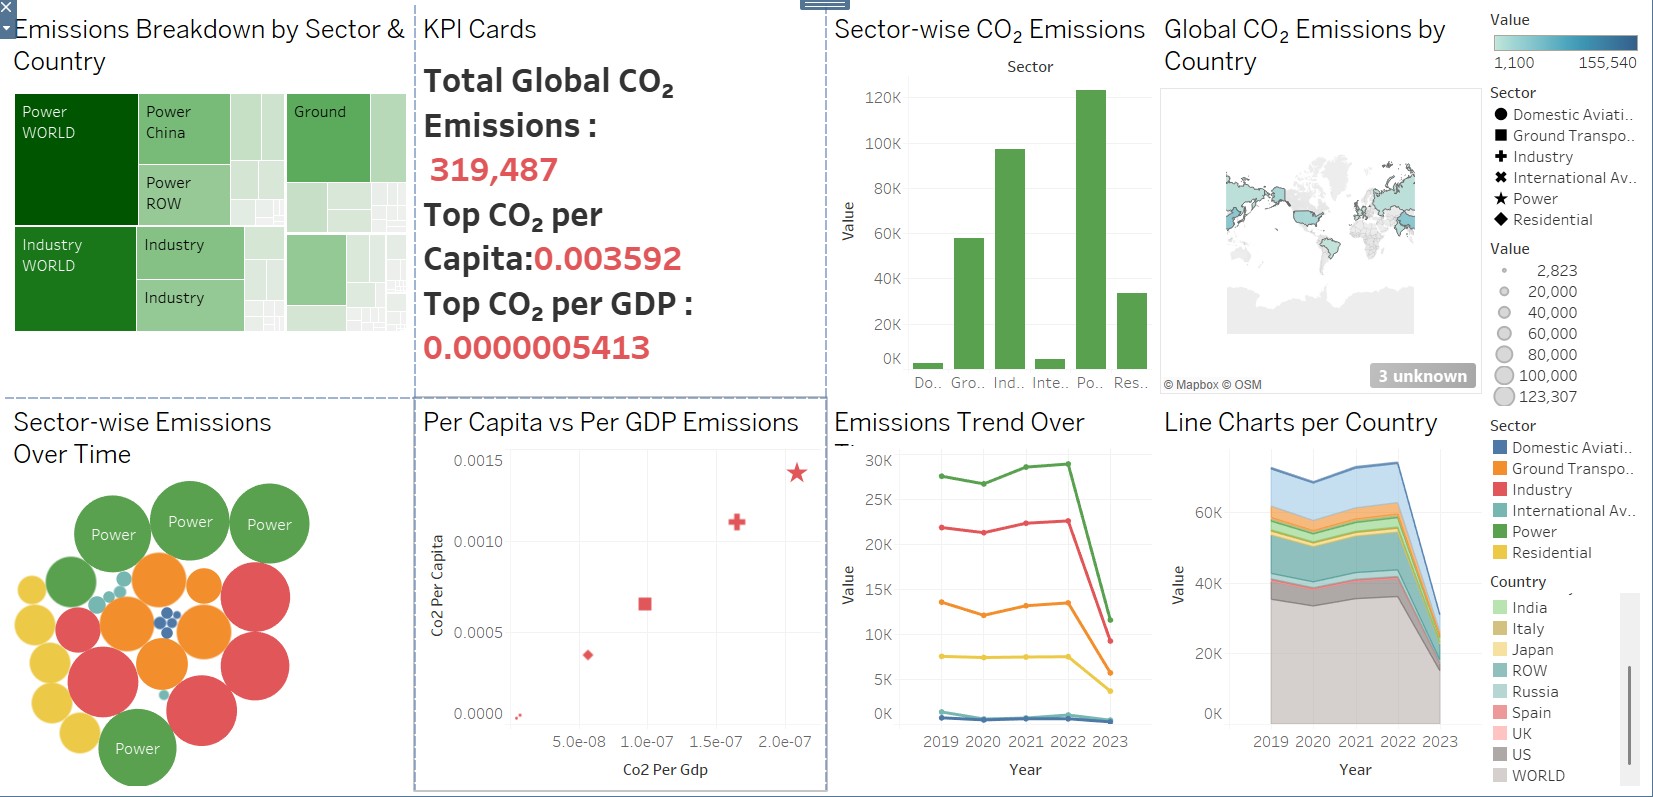 Emissions Breakdown by Sector &
Country
Power
WORLD
Power
China
Power
ROW
Ground
Industry
WORLD
Industry
Industry
KPI Cards
Total Global CO₂
Emissions :
319,487
Top CO₂ per
Capita:0.003592
Top CO₂ per GDP :
0.0000005413
Sector-wise CO₂ Emissions
Sector
Value
120K
100K
80K
60K
40K
20K
0K
Do.. Gro.. Ind.. Inte.. Po.. Res..
Global CO₂ Emissions by
Country
© Mapbox © OSM
3 unknown
Value
1,100 155,540
Sector
Domestic Aviati..
Ground Transpo..
Industry
International Av..
Power
Residential
Value
2,823
20,000
40,000
60,000
80,000
100,000
123,307
Sector-wise Emissions
Over Time
Power
Power
Power
Power
Per Capita vs Per GDP Emissions
Co2 Per Capita
0.0015
0.0010
0.0005
0.0000
5.0e-08 1.0e-07 1.5e-07 2.0e-07
Co2 Per Gdp
Emissions Trend Over
Value
30K
25K
20K
15K
10K
5K
0K
2019 2020 2021 2022 2023
Year
Line Charts per Country
Value
60K
40K
20K
0K
2019 2020 2021 2022 2023
Year
Sector
Domestic Aviati..
Ground Transpo..
Industry
International Av..
Power
Residential
Country
India
Italy
Japan
ROW
Russia
Spain
UK
US
WORLD